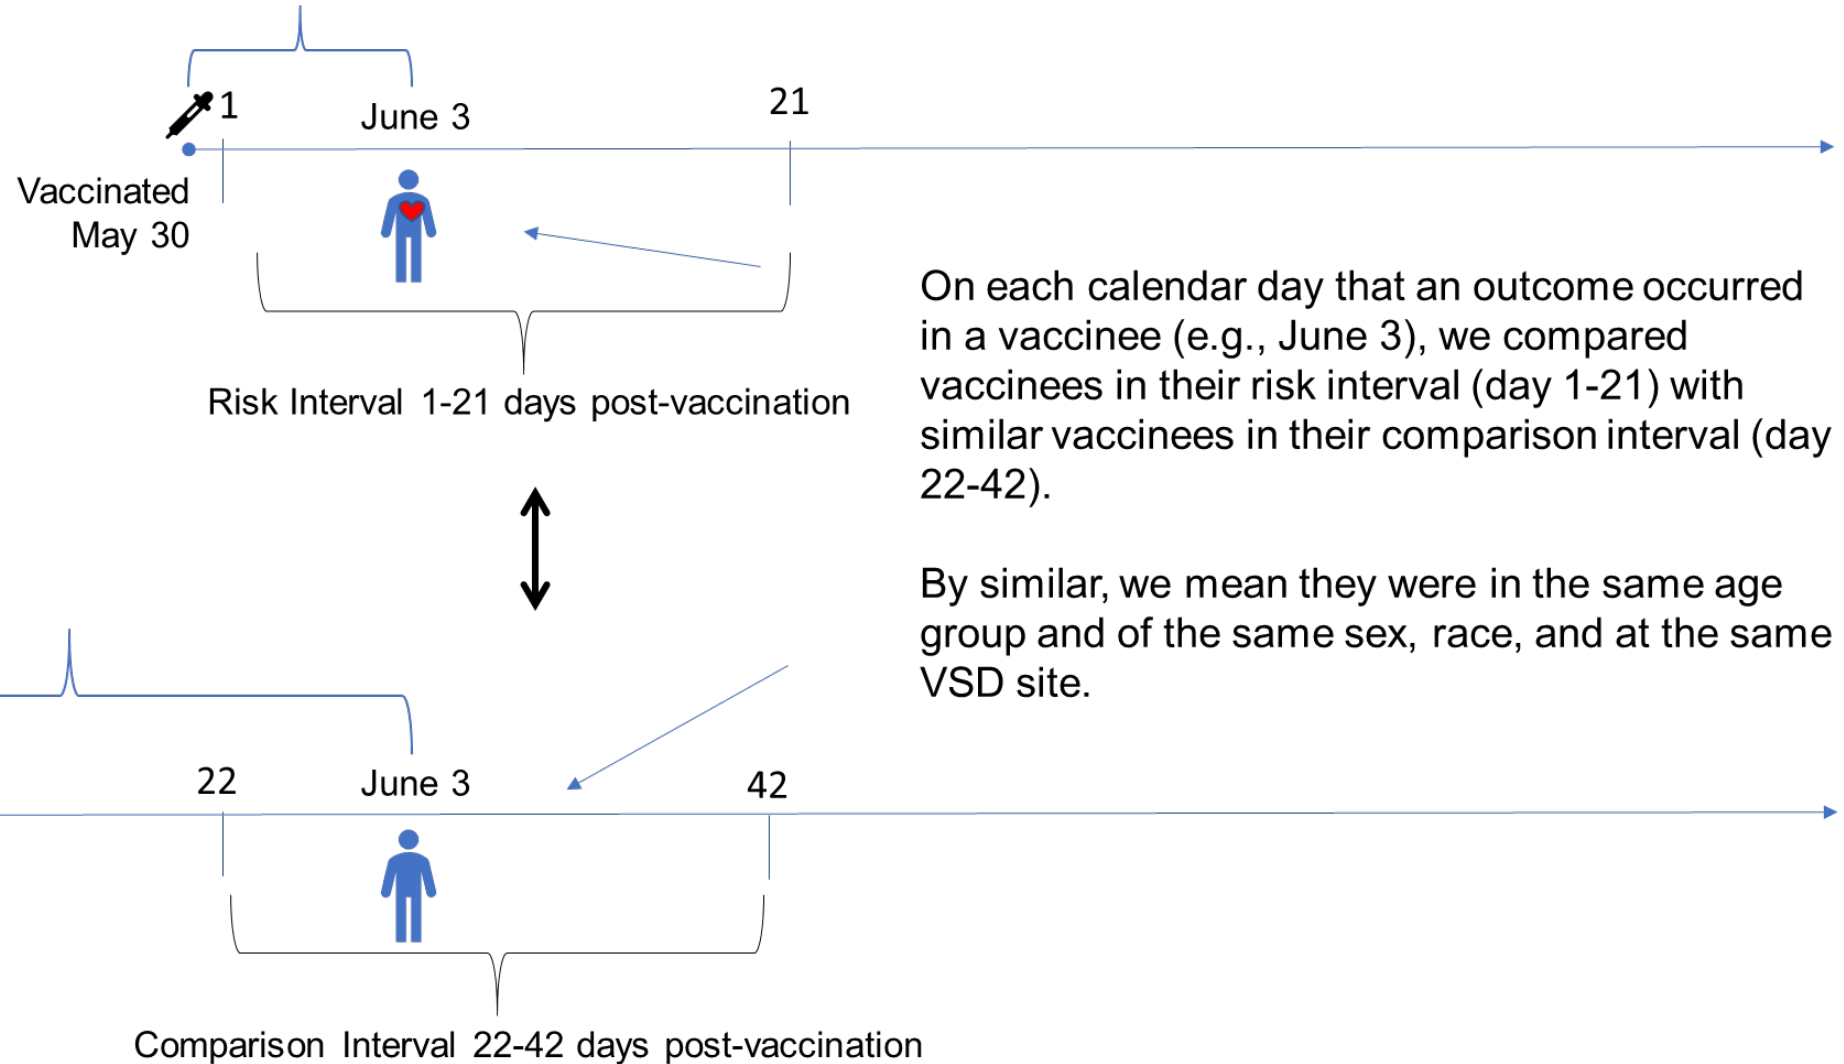 1
June 3
21
Vaccinated
May 30
Risk Interval 1-21 days post-vaccination
On each calendar day that an outcome occurred
in a vaccinee (e.g., June 3), we compared
vaccinees in their risk interval (day 1-21) with
similar vaccinees in their comparison interval (day
22-42).
By similar, we mean they were in the same age
group and of the same sex, race, and at the same
VSD site.
22
June 3
42
Comparison Interval 22-42 days post-vaccination